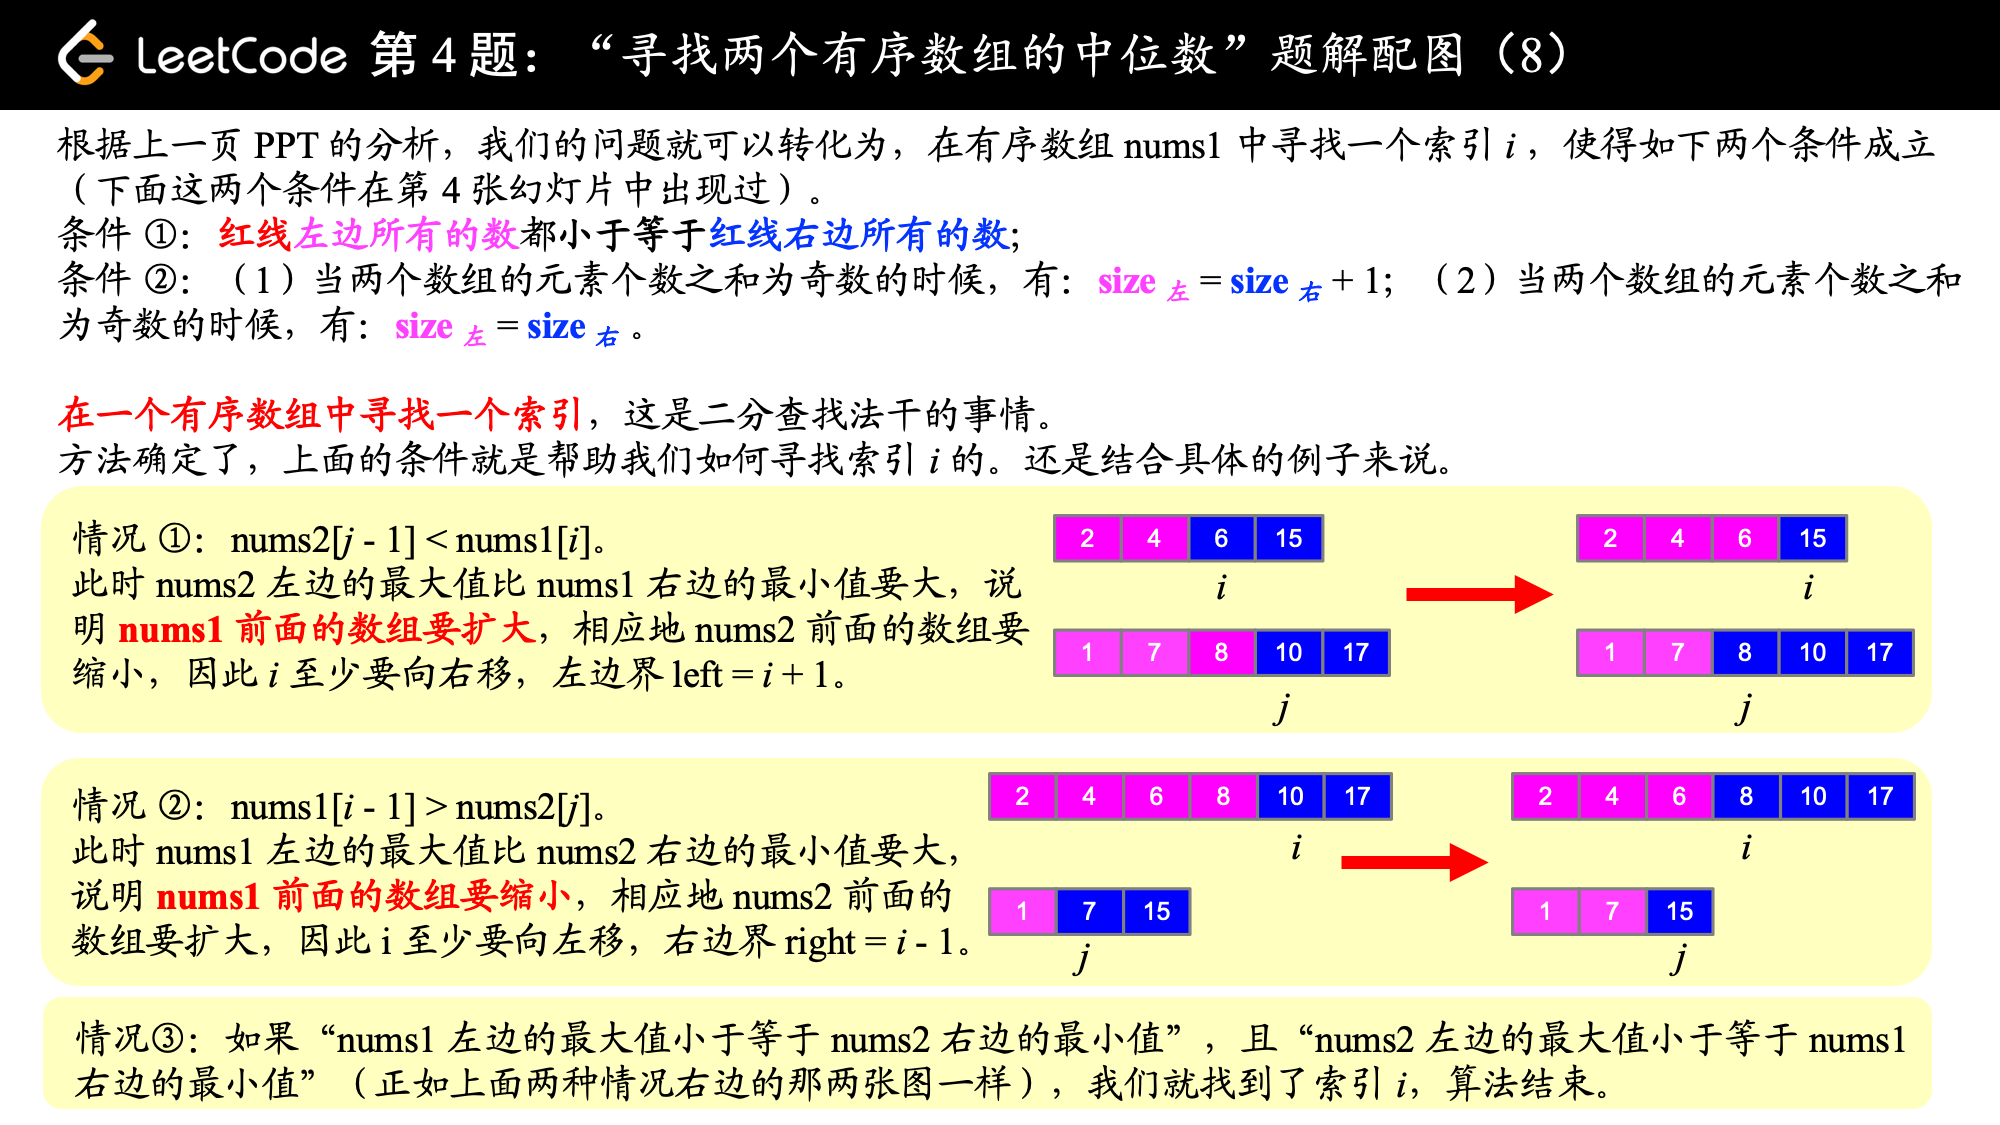 LeetCode 第 4 题：“寻找两个有序数组的中位数”题解配图（8）
根据上一页 PPT 的分析，我们的问题就可以转化为，在有序数组 nums1 中寻找一个索引 i，使得如下两个条件成立
（下面这两个条件在第 4 张幻灯片中出现过）。
条件 ①：红线左边所有的数都小于等于红线右边所有的数；
条件 ②：（1）当两个数组的元素个数之和为奇数的时候，有：size 左 = size 右 + 1；（2）当两个数组的元素个数之和
为奇数的时候，有：size 左 = size 右 。
在一个有序数组中寻找一个索引，这是二分查找法干的事情。
方法确定了，上面的条件就是帮助我们如何寻找索引 i 的。还是结合具体的例子来说。
情况 ①：nums2[j - 1] < nums1[i]。
此时 nums2 左边的最大值比 nums1 右边的最小值要大，说
明 nums1 前面的数组要扩大，相应地 nums2 前面的数组要
缩小，因此 i 至少要向右移，左边界 left = i + 1。
2 4 6 15
i
1 7 8 10 17
j
2 4 6 15
i
1 7 8 10 17
j
情况 ②：nums1[i - 1] > nums2[j]。
此时 nums1 左边的最大值比 nums2 右边的最小值要大，
说明 nums1 前面的数组要缩小，相应地 nums2 前面的
数组要扩大，因此 i 至少要向左移，右边界 right = i - 1。
2 4 6 8 10 17
i
1 7 15
j
2 4 6 8 10 17
i
1 7 15
j
情况③：如果“nums1 左边的最大值小于等于 nums2 右边的最小值”，且“nums2 左边的最大值小于等于 nums1
右边的最小值”（正如上面两种情况右边的那两张图一样），我们就找到了索引 i，算法结束。